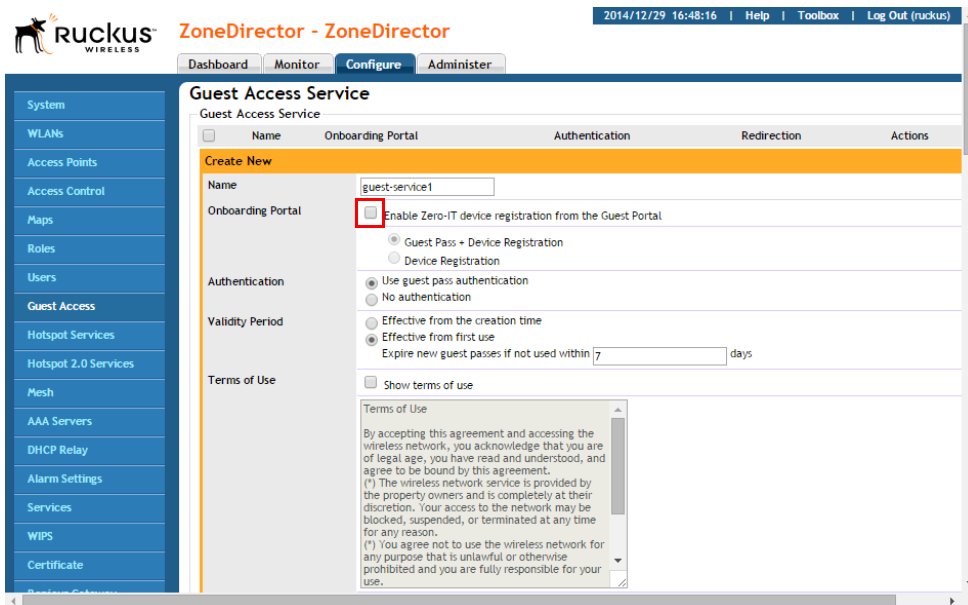 2014/12/29 16:48:16 | Help | Toolbox | Log Out (ruckus)
RUCKUS
WIRELESS
ZoneDirector - ZoneDirector
Dashboard Monitor Configure Administer
System
WLANs
Access Points
Access Control
Maps
Roles
Users
Guest Access
Hotspot Services
Hotspot 2.0 Services
Mesh
AAA Servers
DHCP Relay
Alarm Settings
Services
WIPS
Certificate
Guest Access Service
Guest Access Service
Name Onboarding Portal Authentication Redirection Actions
Create New
Name guest-service1
Onboarding Portal Enable Zero-IT device registration from the Guest Portal
Guest Pass + Device Registration
Device Registration
Authentication Use guest pass authentication
No authentication
Validity Period Effective from the creation time
Effective from first use
Expire new guest passes if not used within 7 days
Terms of Use Show terms of use
Terms of Use
By accepting this agreement and accessing the
wireless network, you acknowledge that you are
of legal age, you have read and understood, and
agree to be bound by this agreement.
(*) The wireless network service is provided by
the property owners and is completely at their
discretion. Your access to the network may be
blocked, suspended, or terminated at any time
for any reason.
(*) You agree not to use the wireless network for
any purpose that is unlawful or otherwise
prohibited and you are fully responsible for your
use.